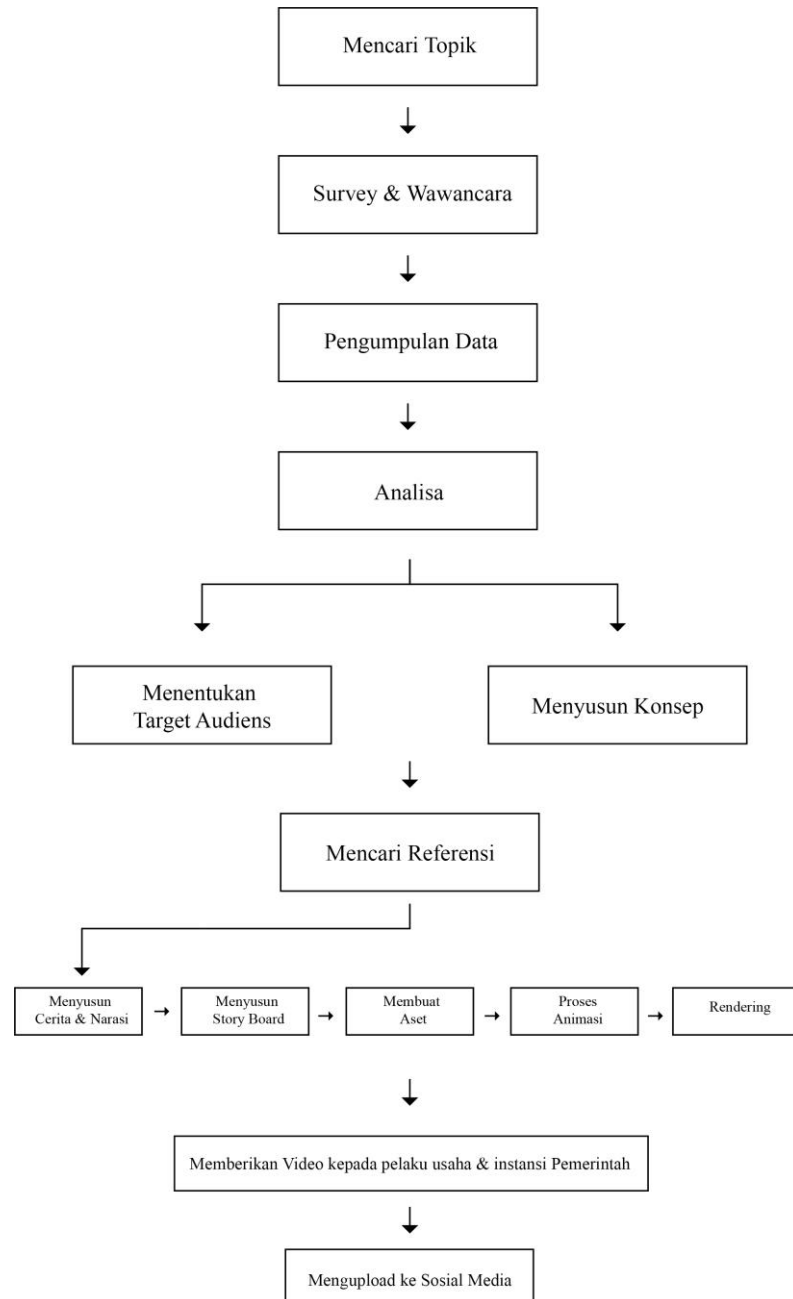 Mencari Topik
Survey & Wawancara
Pengumpulan Data
Analisa
Menentukan
Target Audiens
Menyusun Konsep
Mencari Referensi
Menyusun
Cerita & Narasi
Menyusun
Story Board
Membuat
Aset
Proses
Animasi
Rendering
Memberikan Video kepada pelaku usaha & instansi Pemerintah
Mengupload ke Sosial Media